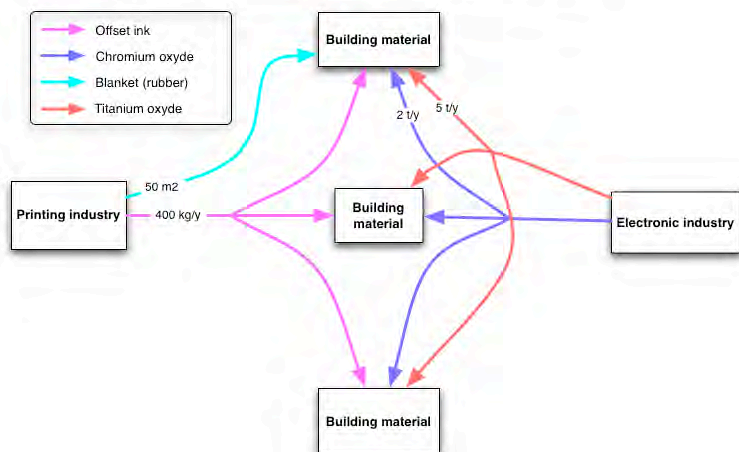 Offset ink
Chromium oxyde
Blanket (rubber)
Titanium oxyde
Building material
2 t/y
5 t/y
50 m2
Printing industry
400 kg/y
Building
material
Electronic industry
Building material